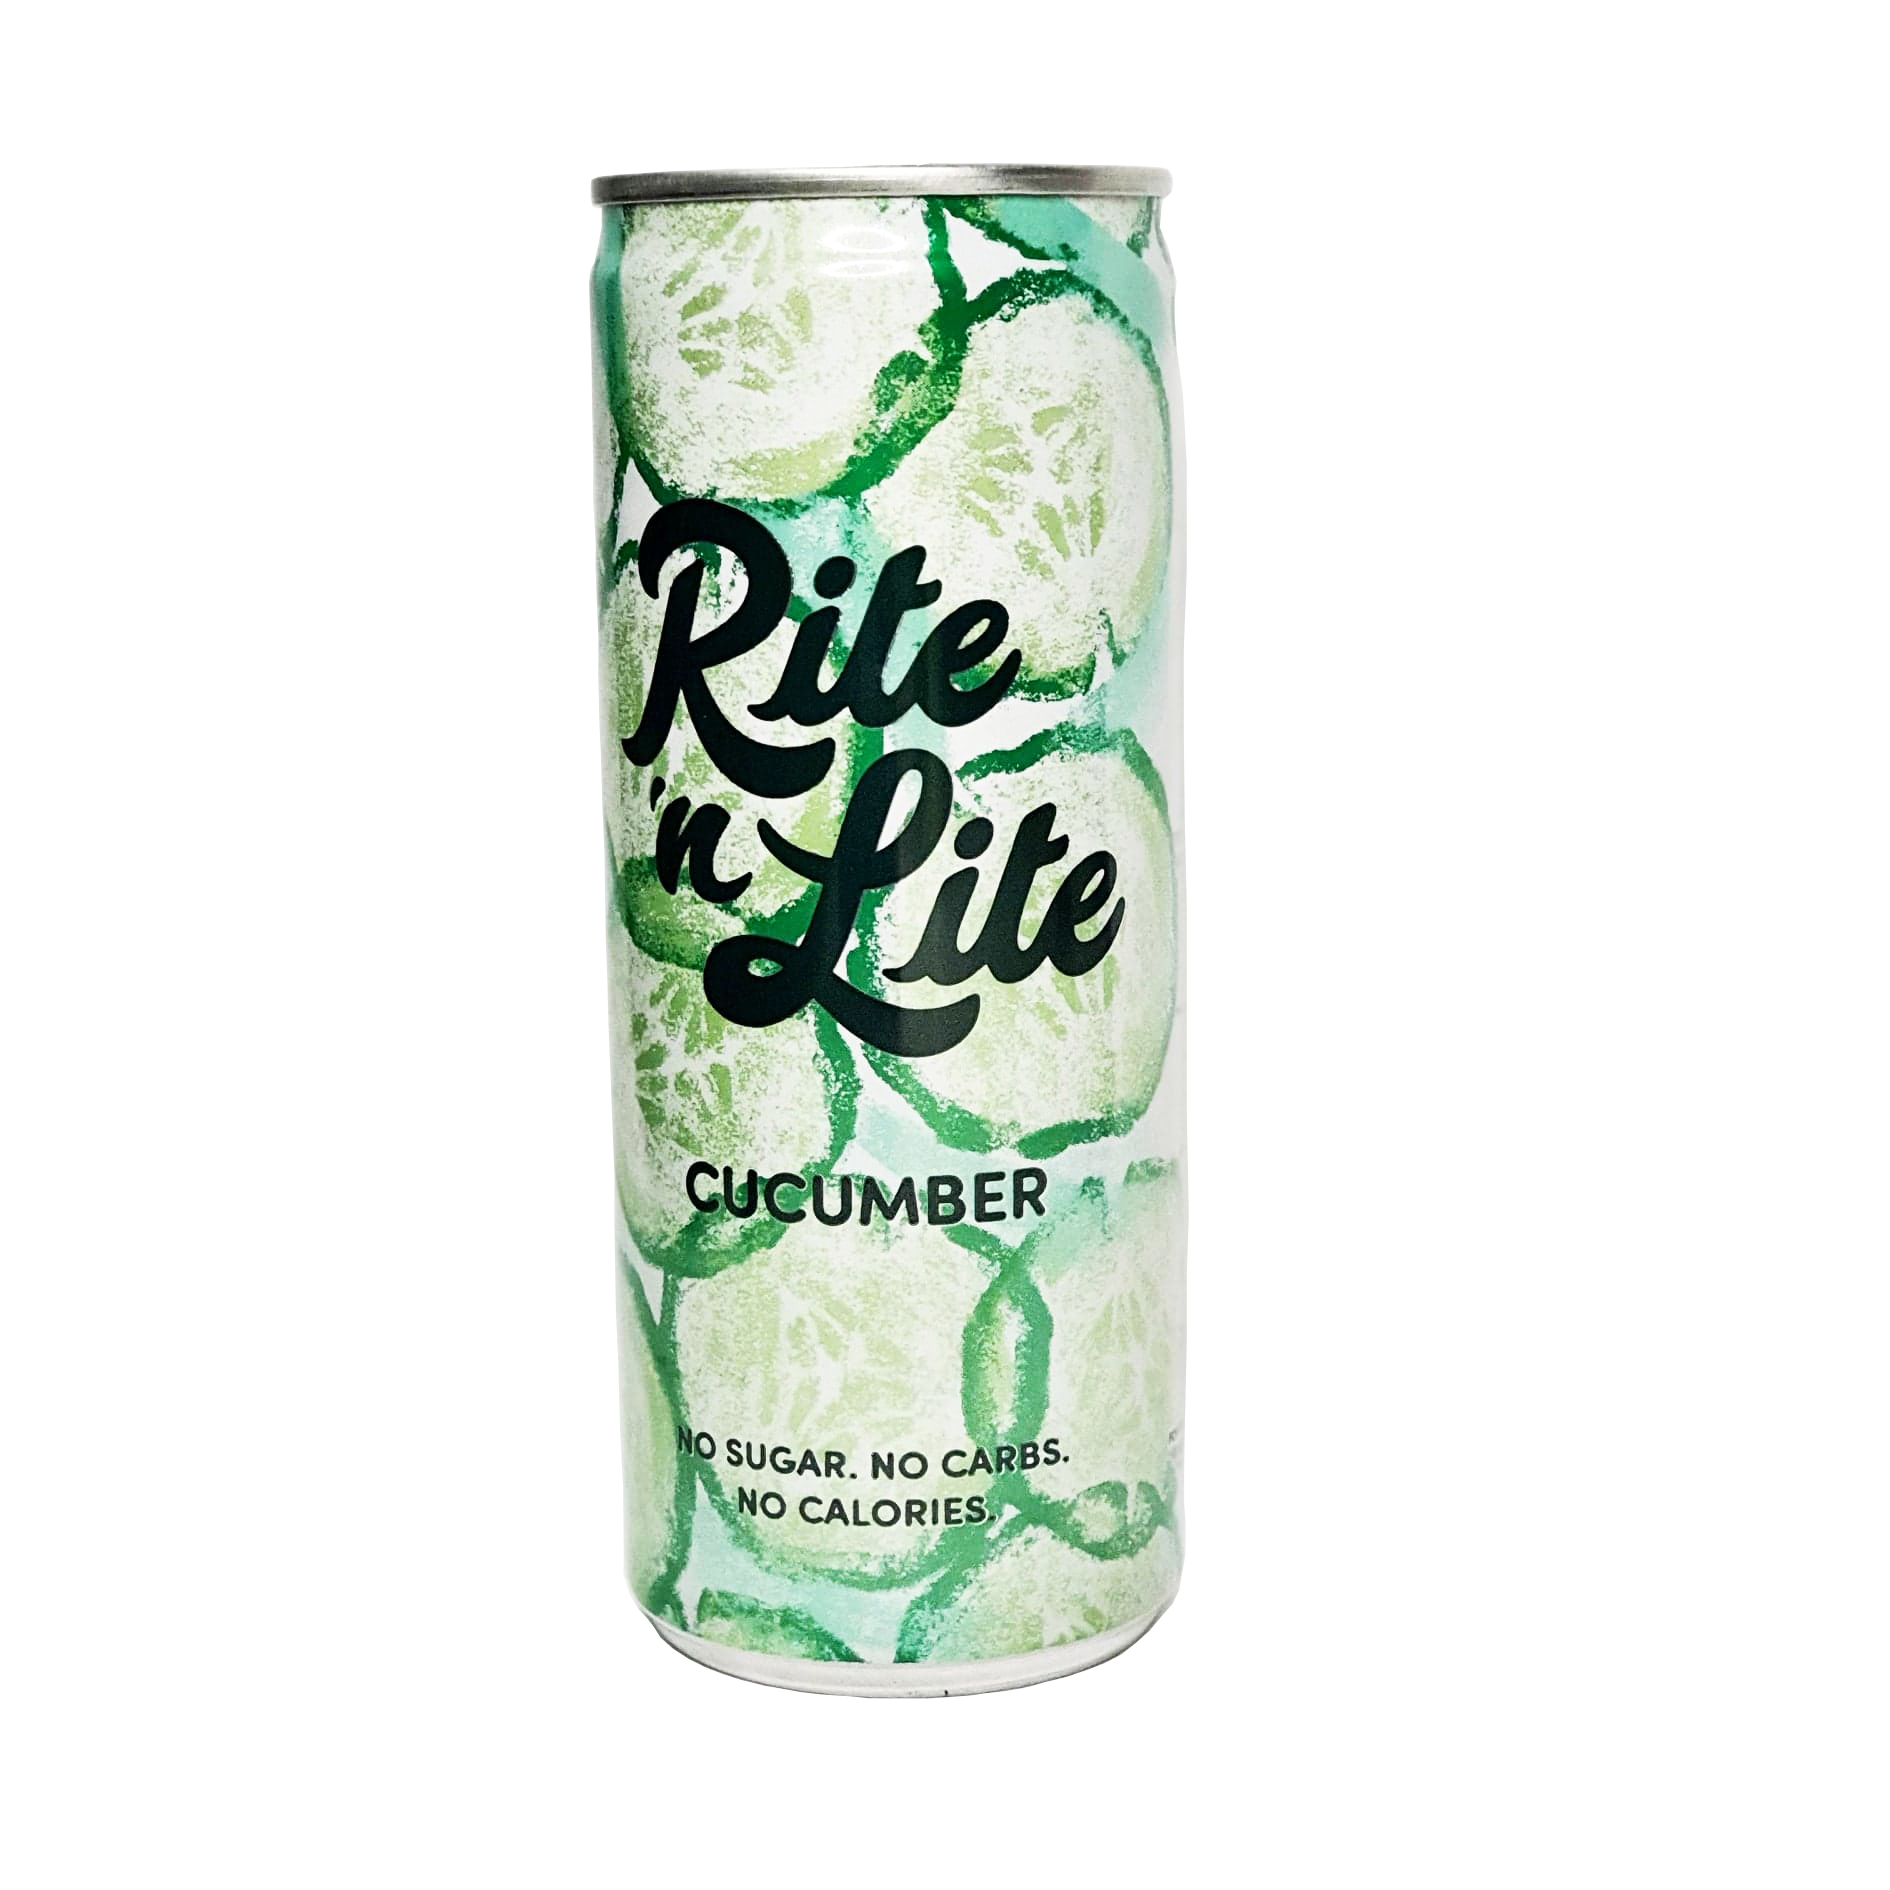 Rite
'n Lite
CUCUMBER
NO SUGAR. NO CARBS.
NO CALORIES.